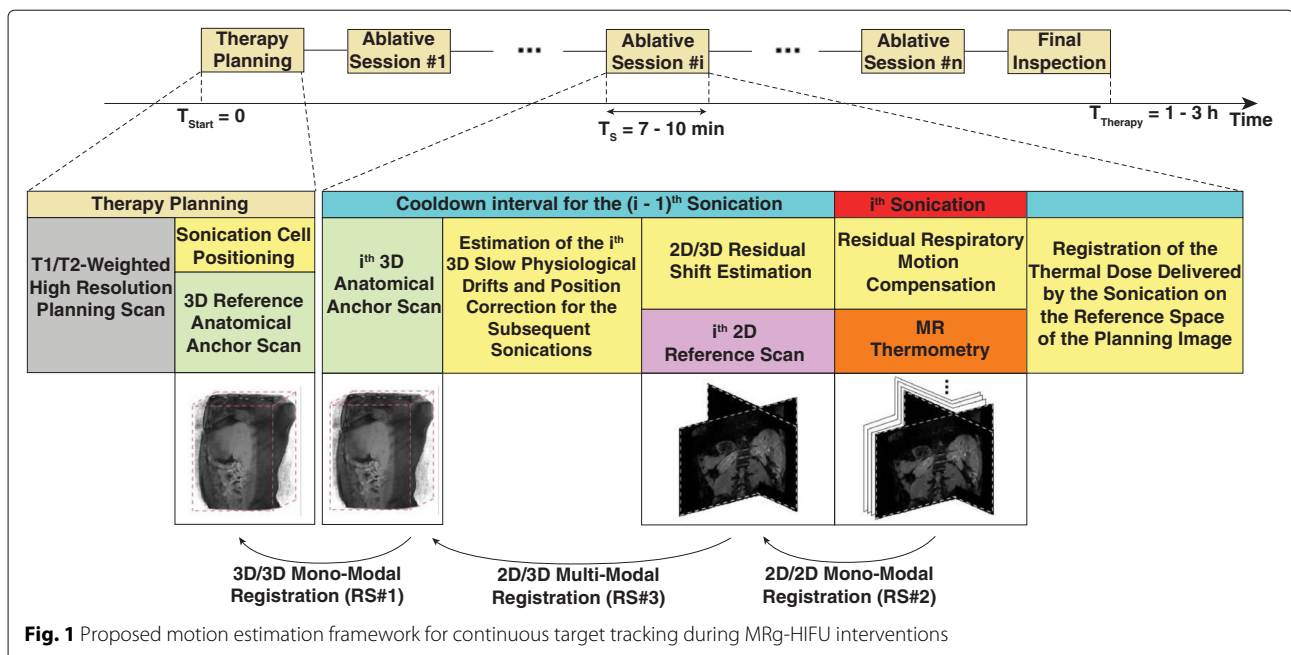 Therapy
Planning
Ablative
Session #1
...
Ablative
Session #i
...
Ablative
Session #n
Final
Inspection
T_Start = 0
T_S = 7 - 10 min
T_Therapy = 1 - 3 h
Time
Therapy Planning
Cooldown interval for the (i - 1)th Sonication
ith Sonication
T1/T2-Weighted
High Resolution
Planning Scan
Sonication Cell
Positioning
3D Reference
Anatomical
Anchor Scan
ith 3D
Anatomical
Anchor Scan
Estimation of the ith
3D Slow Physiological
Drifts and Position
Correction for the
Subsequent
Sonications
2D/3D Residual
Shift Estimation
ith 2D
Reference Scan
Residual Respiratory
Motion
Compensation
MR
Thermometry
Registration of the
Thermal Dose Delivered
by the Sonication on
the Reference Space
of the Planning Image
3D/3D Mono-Modal
Registration (RS#1)
2D/3D Multi-Modal
Registration (RS#3)
2D/2D Mono-Modal
Registration (RS#2)
Fig. 1 Proposed motion estimation framework for continuous target tracking during MRg-HIFU interventions